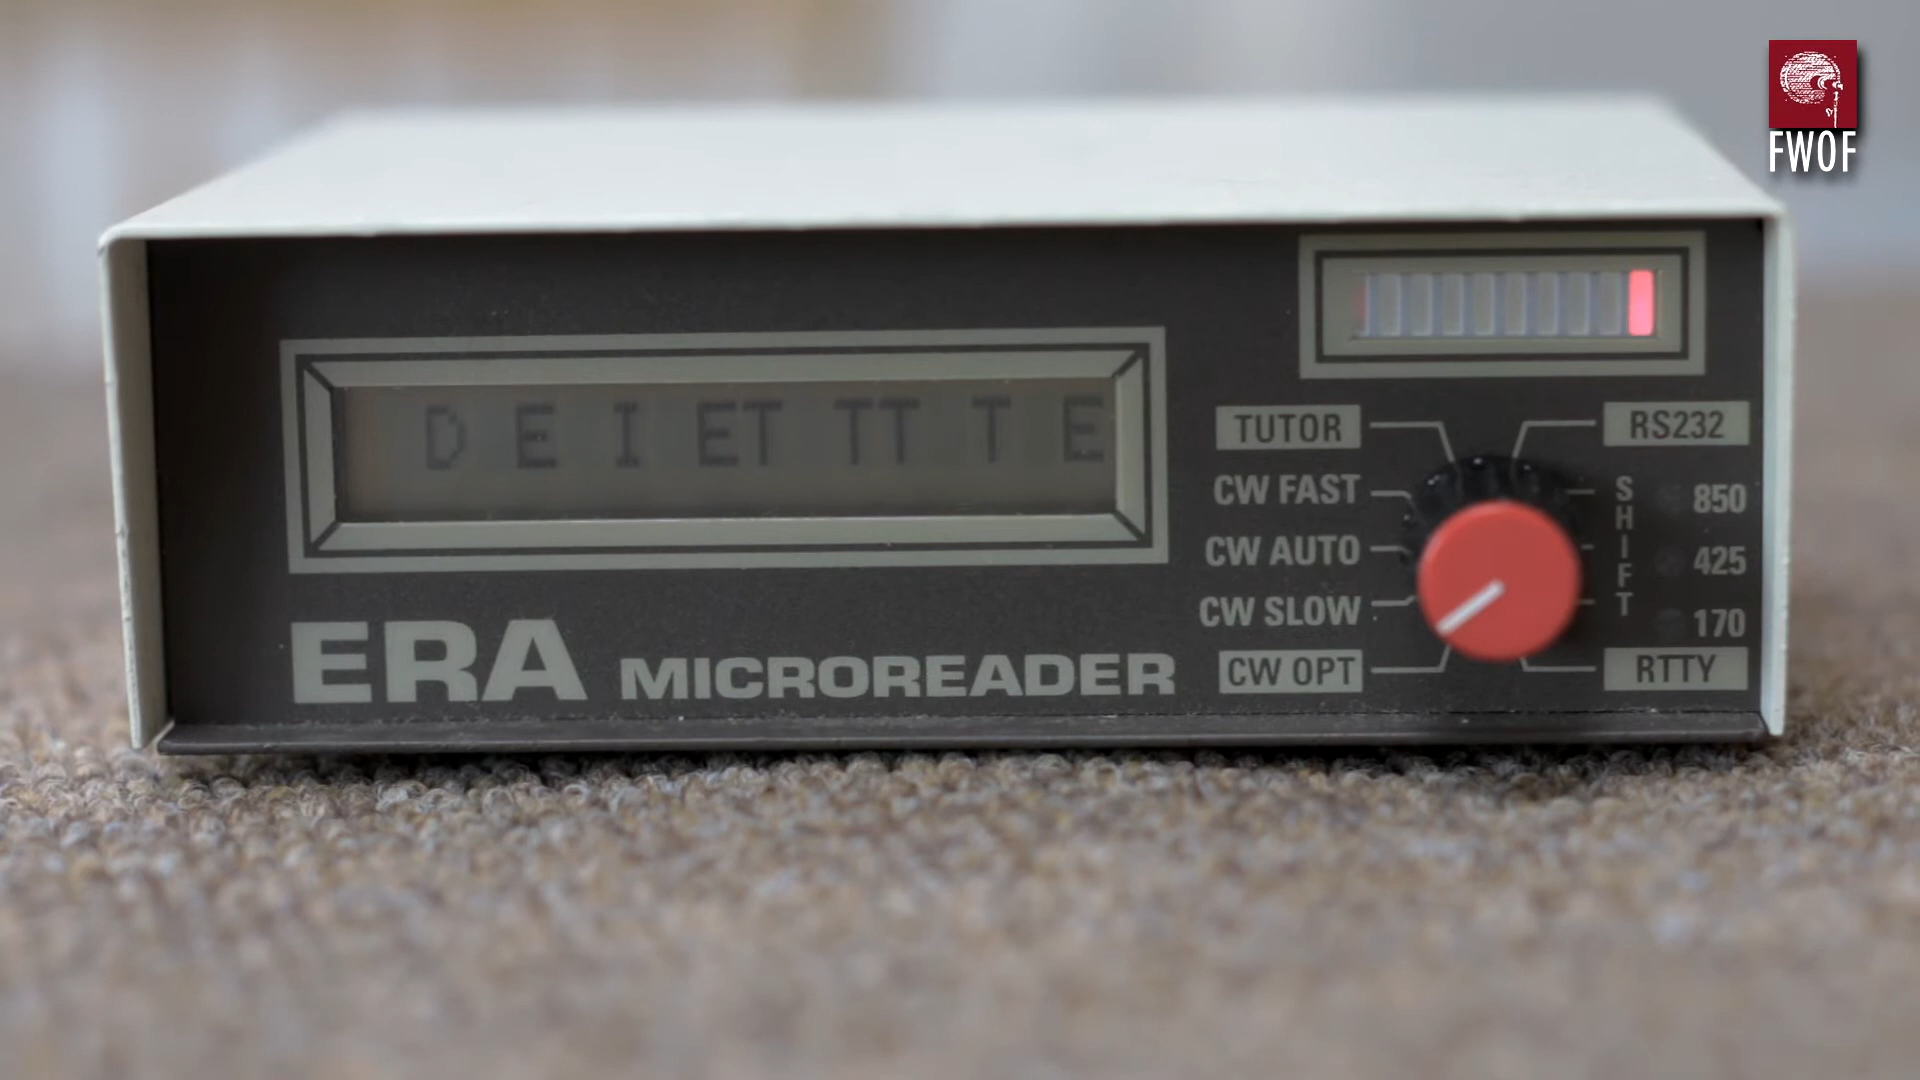 FWOF
D E I ET TT T E
TUTOR
RS232
CW FAST
CW AUTO
CW SLOW
CW OPT
SHIFT
850
425
170
RTTY
ERA MICROREADER